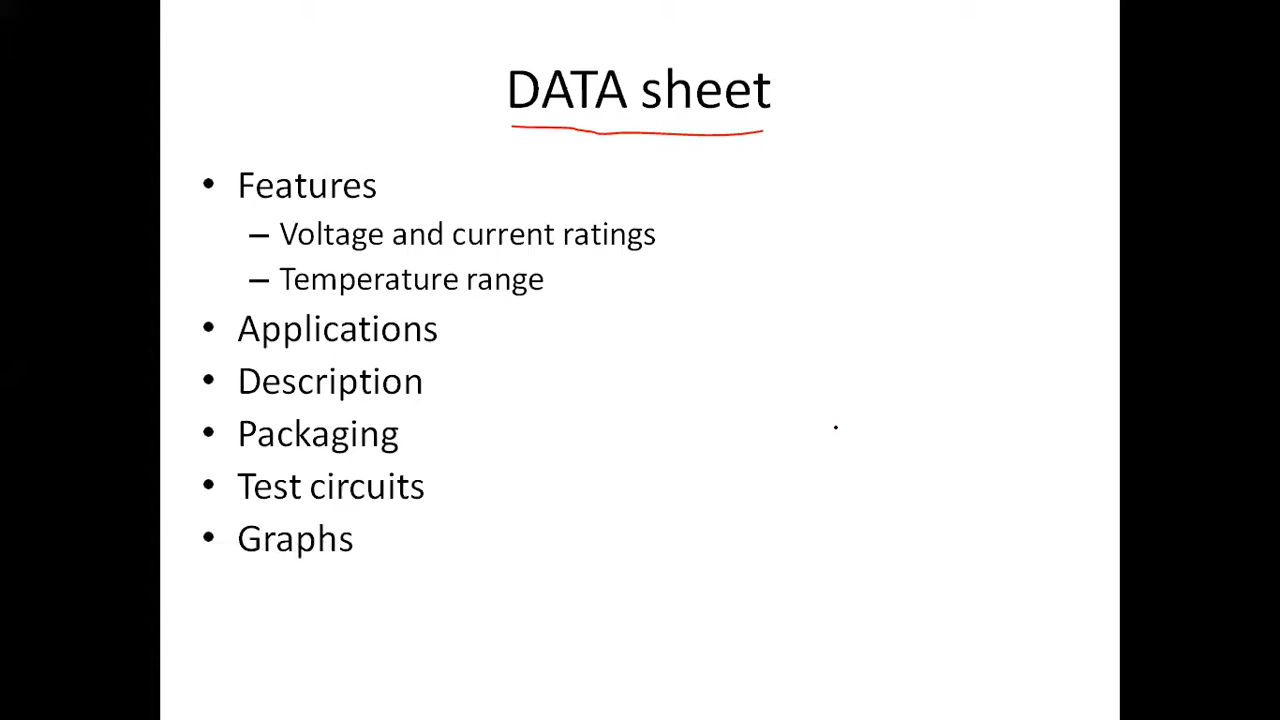 DATA sheet
• Features
– Voltage and current ratings
– Temperature range
• Applications
• Description
• Packaging
• Test circuits
• Graphs